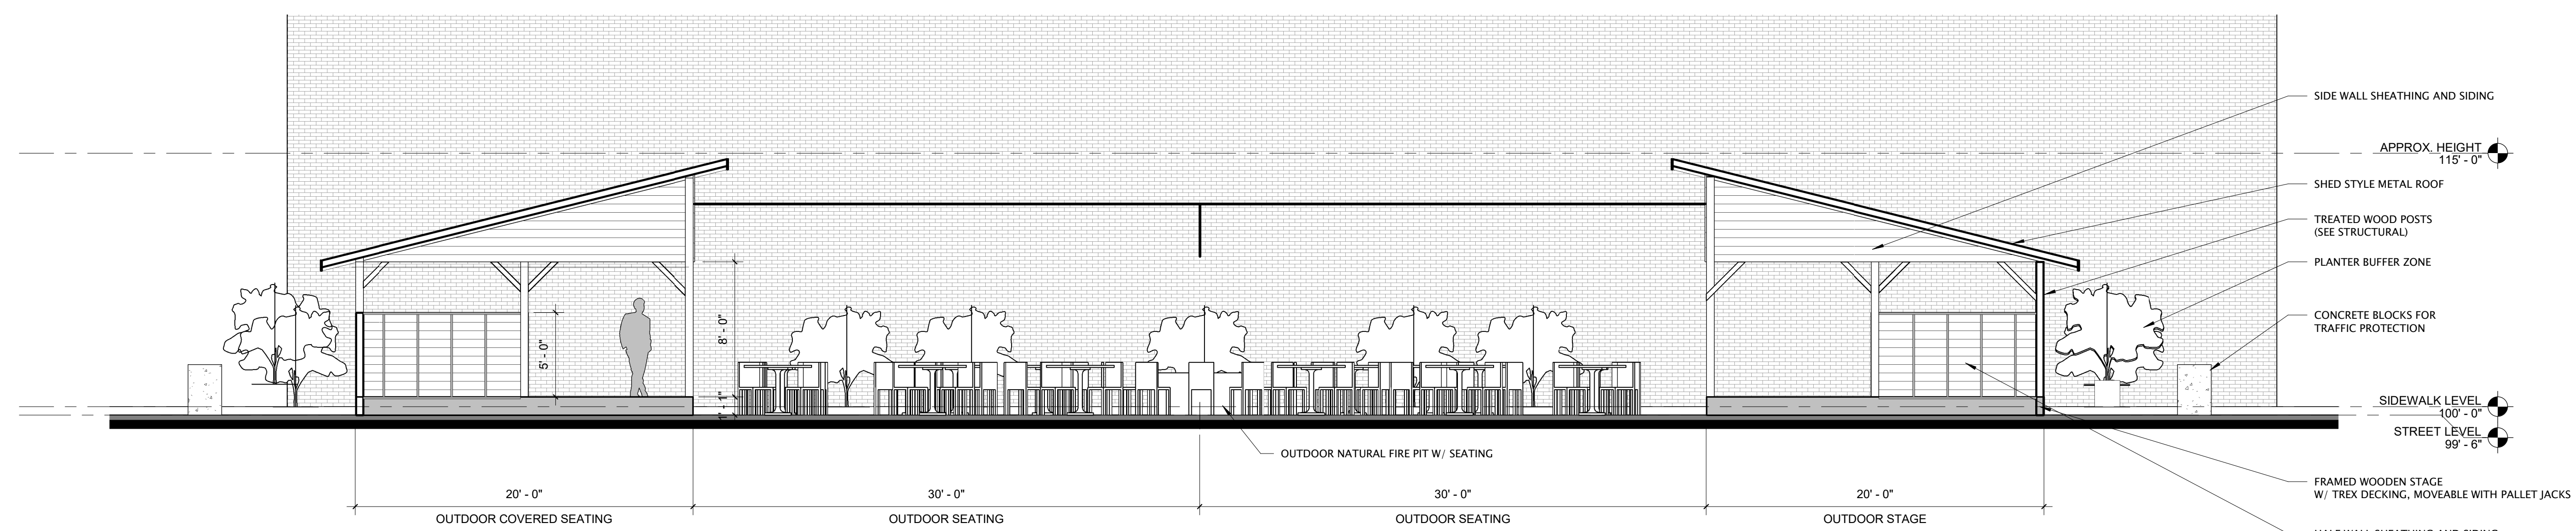 SIDE WALL SHEATHING AND SIDING
APPROX. HEIGHT
115' - 0"
SHED STYLE METAL ROOF
TREATED WOOD POSTS
(SEE STRUCTURAL)
PLANTER BUFFER ZONE
CONCRETE BLOCKS FOR
TRAFFIC PROTECTION
5' - 0"
8' - 0"
1' - 1"
SIDEWALK LEVEL
100' - 0"
STREET LEVEL
99' - 6"
OUTDOOR NATURAL FIRE PIT W/ SEATING
FRAMED WOODEN STAGE
W/ TREX DECKING, MOVEABLE WITH PALLET JACKS
20' - 0"
30' - 0"
30' - 0"
20' - 0"
OUTDOOR COVERED SEATING
OUTDOOR SEATING
OUTDOOR SEATING
OUTDOOR STAGE